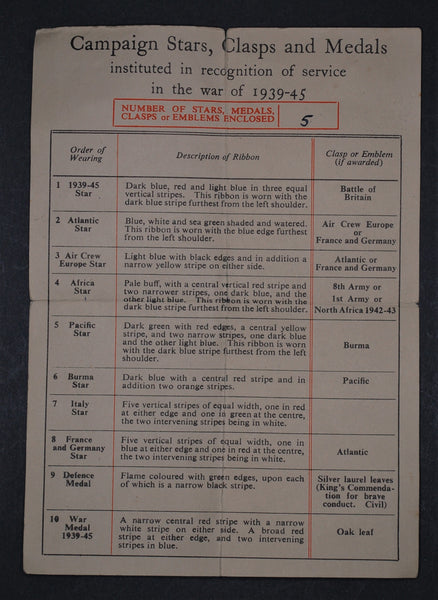 Campaign Stars, Clasps and Medals
instituted in recognition of service
in the war of 1939-45
NUMBER OF STARS, MEDALS,
CLASPS or EMBLEMS ENCLOSED
5
Order of
Wearing
Description of Ribbon
Clasp or Emblem
(if awarded)
1 1939-45
Star
Dark blue, red and light blue in three equal
vertical stripes. This ribbon is worn with the
dark blue stripe furthest from the left shoulder.
Battle of
Britain
2 Atlantic
Star
Blue, white and sea green shaded and watered.
This ribbon is worn with the blue edge furthest
from the left shoulder.
Air Crew Europe
or
France and Germany
3 Air Crew
Europe Star
Light blue with black edges and in addition a
narrow yellow stripe on either side.
Atlantic or
France and Germany
4 Africa
Star
Pale buff, with a central vertical red stripe and
two narrower stripes, one dark blue, and the
other light blue. This ribbon is worn with the
dark blue stripe furthest from the left shoulder.
8th Army or
1st Army or
North Africa 1942-43
5 Pacific
Star
Dark green with red edges, a central yellow
stripe, and two narrow stripes, one dark blue
and the other light blue. This ribbon is worn
with the dark blue stripe furthest from the left
shoulder.
Burma
6 Burma
Star
Dark blue with a central red stripe and in
addition two orange stripes.
Pacific
7 Italy
Star
Five vertical stripes of equal width, one in red
at either edge and one in green at the centre,
the two intervening stripes being in white.
8 France
and Germany
Star
Five vertical stripes of equal width, one in
blue at either edge and one in red at the centre,
the two intervening stripes being in white.
Atlantic
9 Defence
Medal
Flame coloured with green edges, upon each
of which is a narrow black stripe.
Silver laurel leaves
(King's Commenda-
tion for brave
conduct. Civil)
10 War
Medal
1939-45
A narrow central red stripe with a narrow
white stripe on either side. A broad red
stripe at either edge, and two intervening
stripes in blue.
Oak leaf